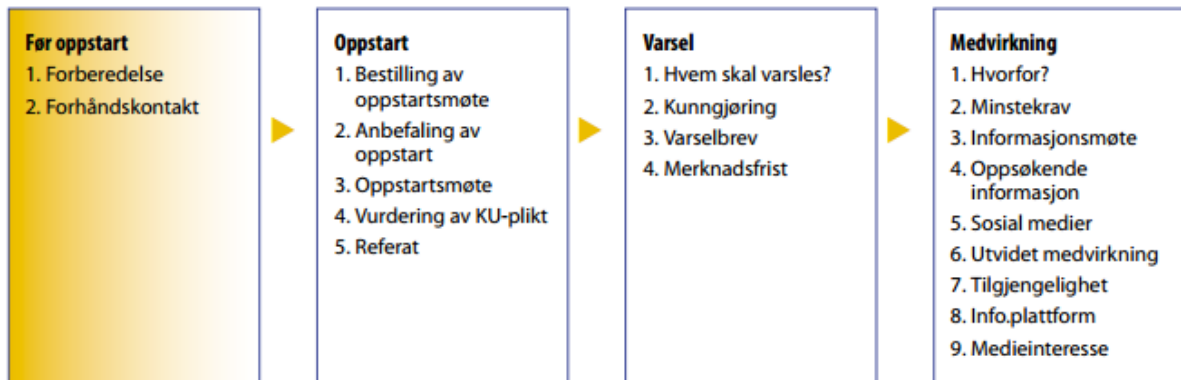 Før oppstart
1. Forberedelse
2. Forhåndskontakt
Oppstart
1. Bestilling av
oppstartsmøte
2. Anbefaling av
oppstart
3. Oppstartsmøte
4. Vurdering av KU-plikt
5. Referat
Varsel
1. Hvem skal varsles?
2. Kunngjøring
3. Varselbrev
4. Merknadsfrist
Medvirkning
1. Hvorfor?
2. Minstekrav
3. Informasjonsmøte
4. Oppsøkende
informasjon
5. Sosial medier
6. Utvidet medvirkning
7. Tilgjengelighet
8. Info.plattform
9. Medieinteresse